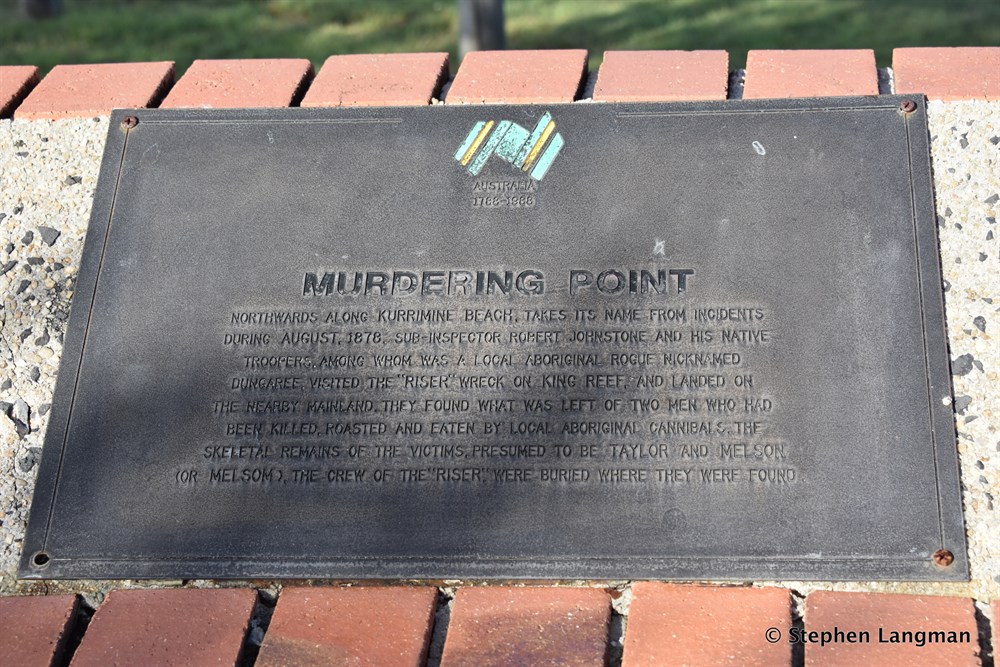 AUSTRALIA
1788-1988
MURDERING POINT
NORTHWARDS ALONG KURRIMINE BEACH, TAKES ITS NAME FROM INCIDENTS
DURING AUGUST, 1878. SUB-INSPECTOR ROBERT JOHNSTONE AND HIS NATIVE
TROOPERS, AMONG WHOM WAS A LOCAL ABORIGINAL ROGUE NICKNAMED
DUNGAREE, VISITED THE "RISER" WRECK ON KING REEF, AND LANDED ON
THE NEARBY MAINLAND. THEY FOUND WHAT WAS LEFT OF TWO MEN WHO HAD
BEEN KILLED, ROASTED AND EATEN BY LOCAL ABORIGINAL CANNIBALS. THE
SKELETAL REMAINS OF THE VICTIMS, PRESUMED TO BE TAYLOR AND MELSON
(OR MELSOM), THE CREW OF THE "RISER," WERE BURIED WHERE THEY WERE FOUND
© Stephen Langman